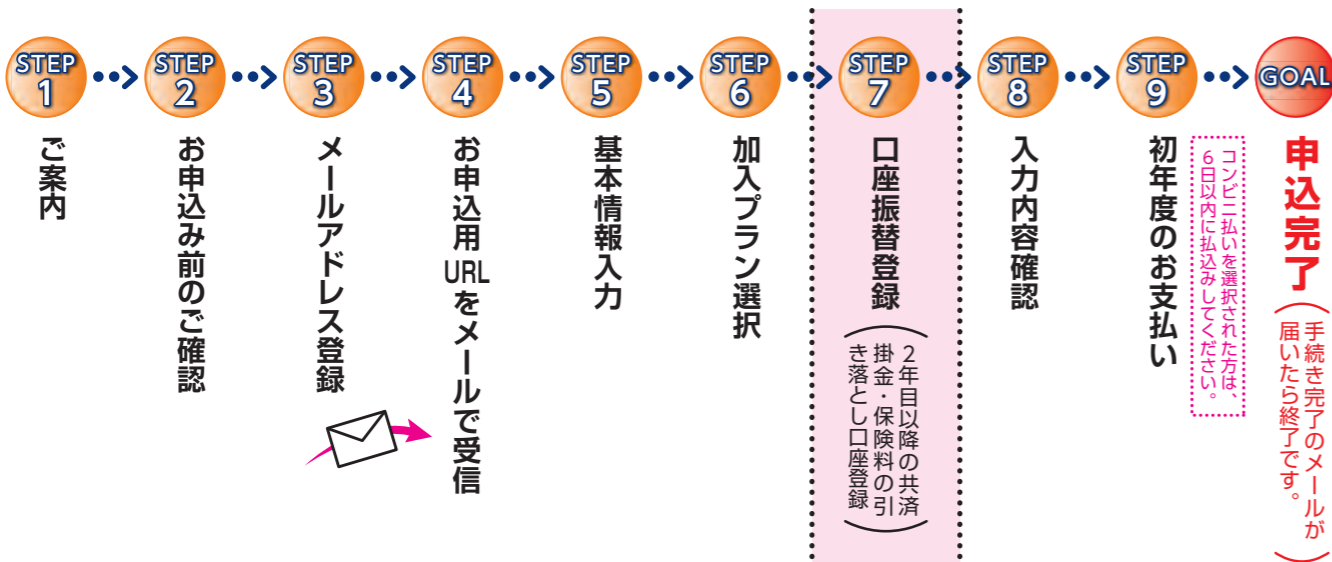 STEP
1
ご案内
STEP
2
お申込み前のご確認
STEP
3
メールアドレス登録
STEP
4
お申込用URLをメールで受信
STEP
5
基本情報入力
STEP
6
加入プラン選択
STEP
7
口座振替登録
(2年目以降の共済
掛金・保険料の引
き落とし口座登録)
STEP
8
入力内容確認
STEP
9
初年度のお支払い
コンビニ払いを選択された方は、
6日以内に払込みしてください。
GOAL
申込完了
(手続き完了のメールが
届いたら終了です。)